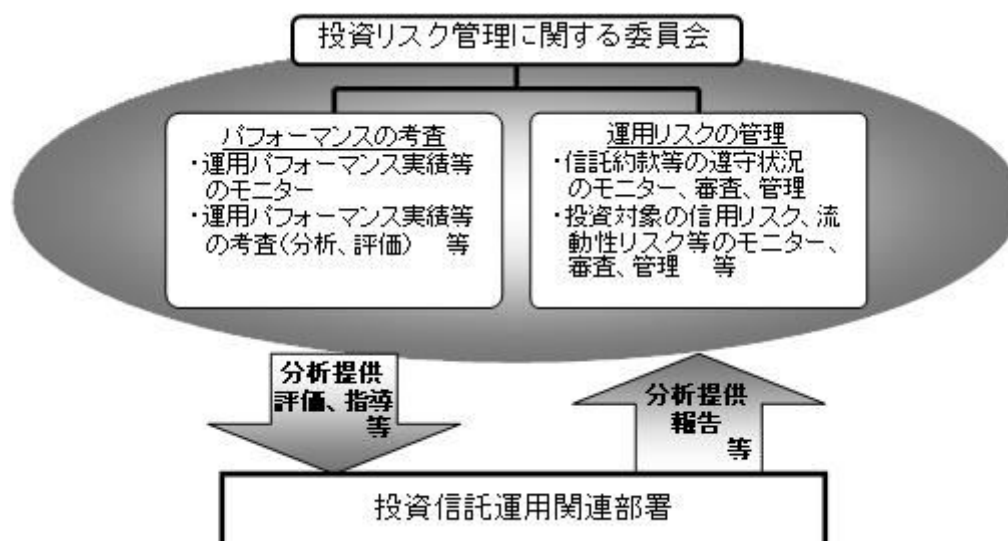 投資リスク管理に関する委員会
パフォーマンスの考査
・運用パフォーマンス実績等
のモニター
・運用パフォーマンス実績等
の考査(分析、評価) 等
運用リスクの管理
・信託約款等の遵守状況
のモニター、審査、管理
・投資対象の信用リスク、流
動性リスク等のモニター、
審査、管理 等
分析提供
評価、指導
等
分析提供
報告
等
投資信託運用関連部署